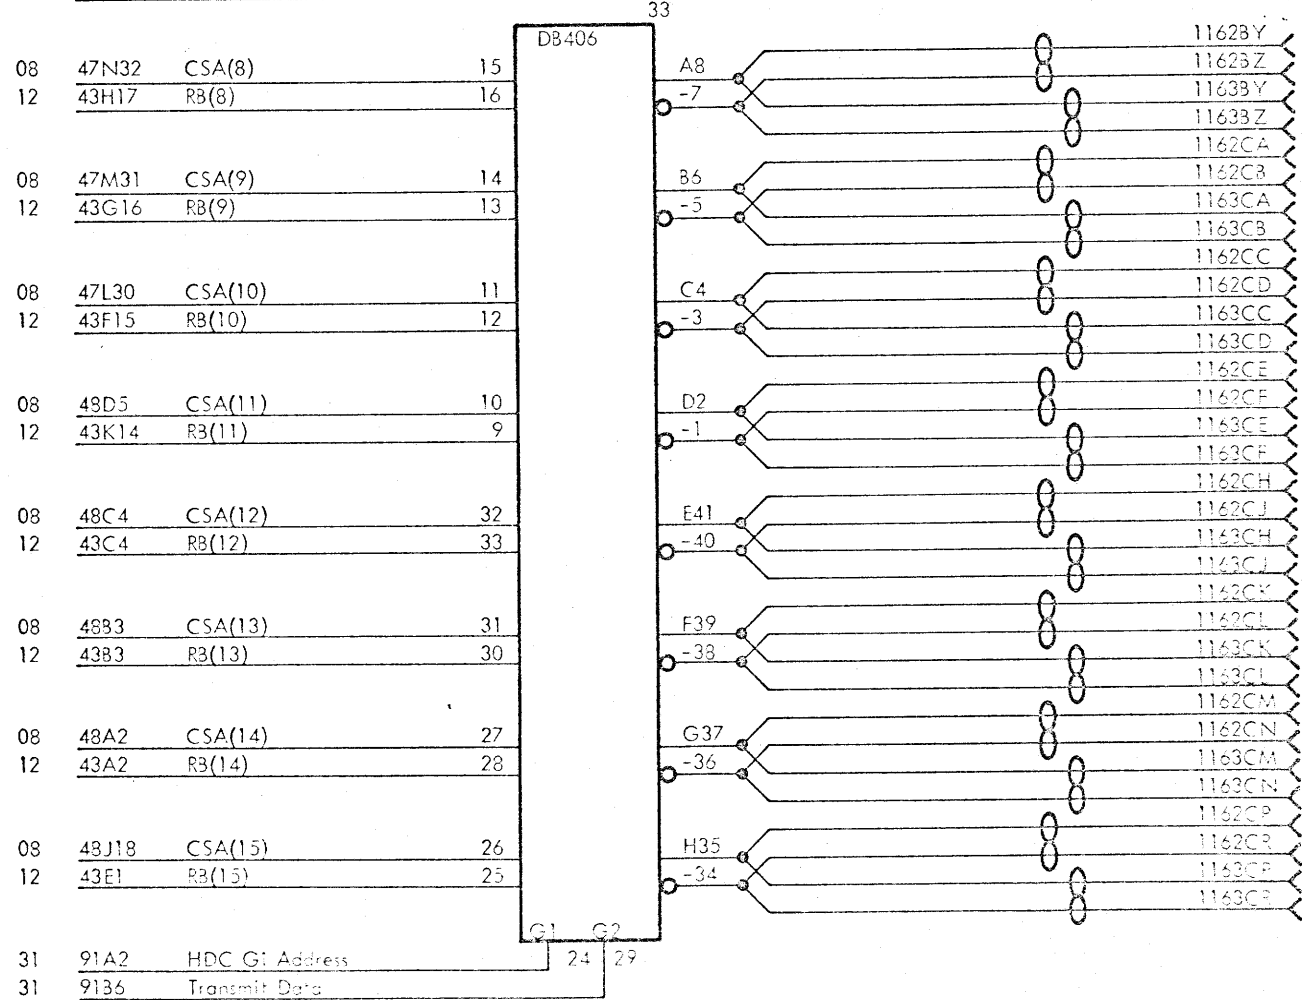 33
DB406
1162BY
08 47N32 CSA(8) 15 A8 1162BZ
12 43H17 RB(8) 16 -7 1163BY
1163BZ
1162CA
08 47M31 CSA(9) 14 B6 1162CB
12 43G16 RB(9) 13 -5 1163CA
1163CB
1162CC
08 47L30 CSA(10) 11 C4 1162CD
12 43F15 RB(10) 12 -3 1163CC
1163CD
1162CE
08 48D5 CSA(11) 10 D2 1162CF
12 43K14 RB(11) 9 -1 1163CE
1163CF
1162CH
08 48C4 CSA(12) 32 E41 1162CJ
12 43C4 RB(12) 33 -40 1163CH
1163CJ
1162CK
08 48B3 CSA(13) 31 F39 1162CL
12 43B3 RB(13) 30 -38 1163CK
1163CL
1162CM
08 48A2 CSA(14) 27 G37 1162CN
12 43A2 RB(14) 28 -36 1163CM
1163CN
1162CP
08 48J18 CSA(15) 26 H35 1162CR
12 43E1 RB(15) 25 -34 1163CP
1163CR
G1 G2
31 91A2 HDC G1 Address 24 29
31 91B6 Transmit Data